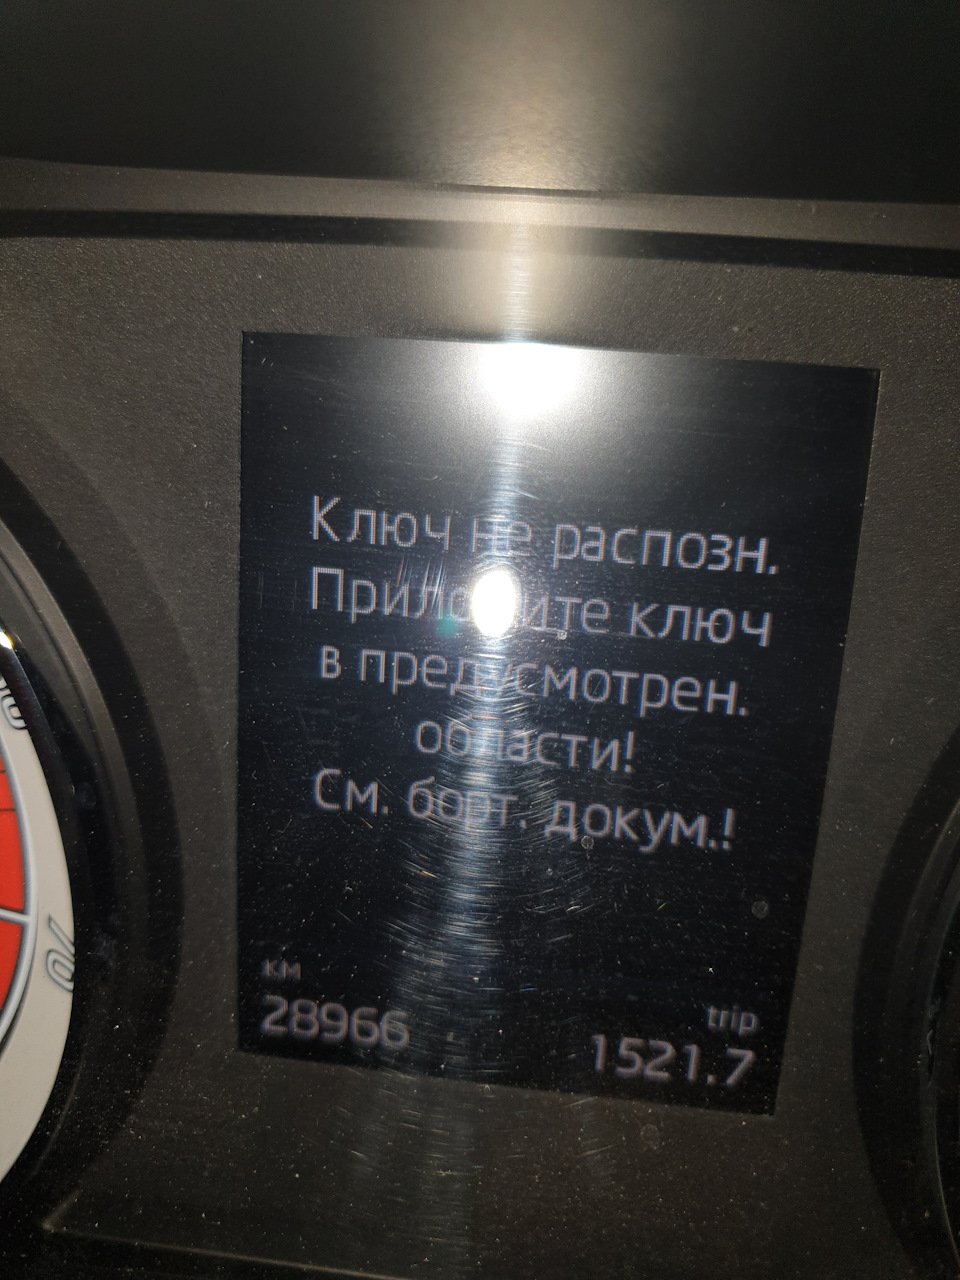 Ключ не распозн.
Приложите ключ
в предусмотрен.
области!
См. борт. докум.!
км
trip
28966
1521.7